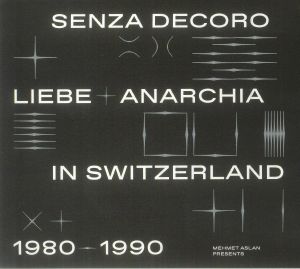 SENZA DECORO
LIEBE + ANARCHIA
IN SWITZERLAND
1980 – 1990
MEHMET ASLAN
PRESENTS